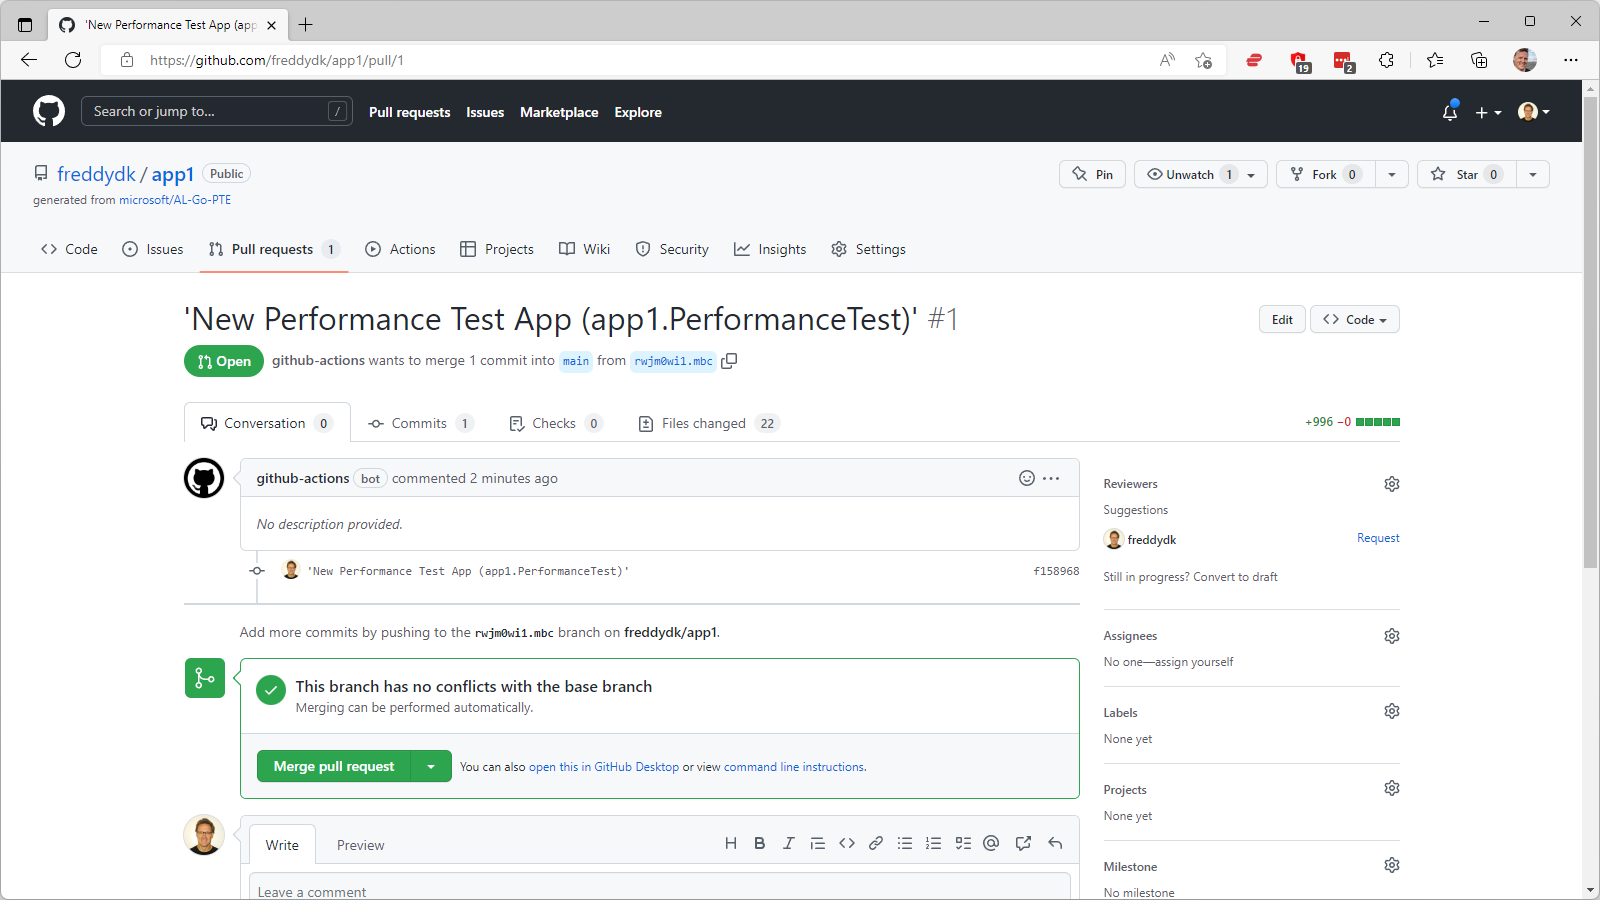 'New Performance Test App (app
https://github.com/freddydk/app1/pull/1
19
2
Search or jump to... /
Pull requests Issues Marketplace Explore
freddydk / app1 Public
generated from microsoft/AL-Go-PTE
Pin Unwatch 1 Fork 0 Star 0
Code Issues Pull requests 1 Actions Projects Wiki Security Insights Settings
'New Performance Test App (app1.PerformanceTest)' #1
Edit Code
Open github-actions wants to merge 1 commit into main from rwjm0wi1.mbc
Conversation 0 Commits 1 Checks 0 Files changed 22
+996 −0
github-actions bot commented 2 minutes ago
No description provided.
'New Performance Test App (app1.PerformanceTest)' f158968
Add more commits by pushing to the rwjm0wi1.mbc branch on freddydk/app1.
This branch has no conflicts with the base branch
Merging can be performed automatically.
Merge pull request You can also open this in GitHub Desktop or view command line instructions.
Write Preview
Leave a comment
Reviewers
Suggestions
freddydk Request
Still in progress? Convert to draft
Assignees
No one—assign yourself
Labels
None yet
Projects
None yet
Milestone
No milestone